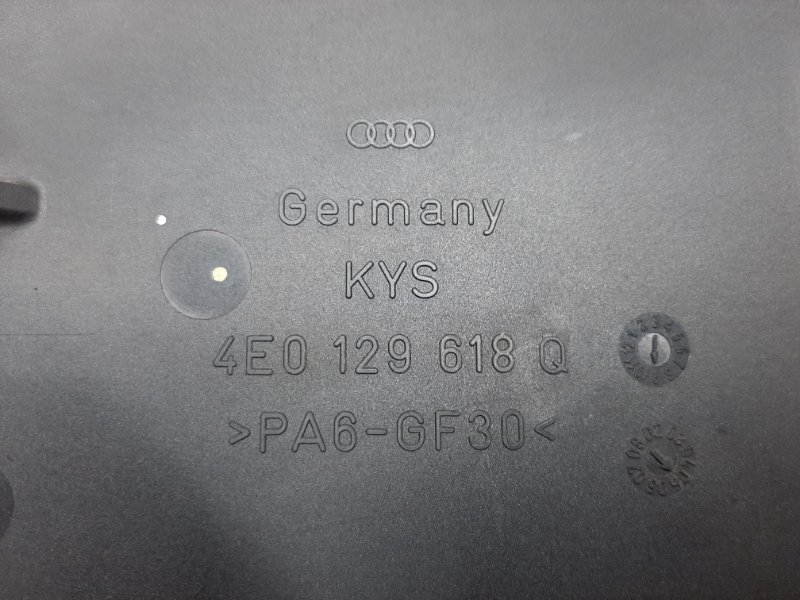 Germany
KYS
4E0 129 618 Q
>PA6-GF30<